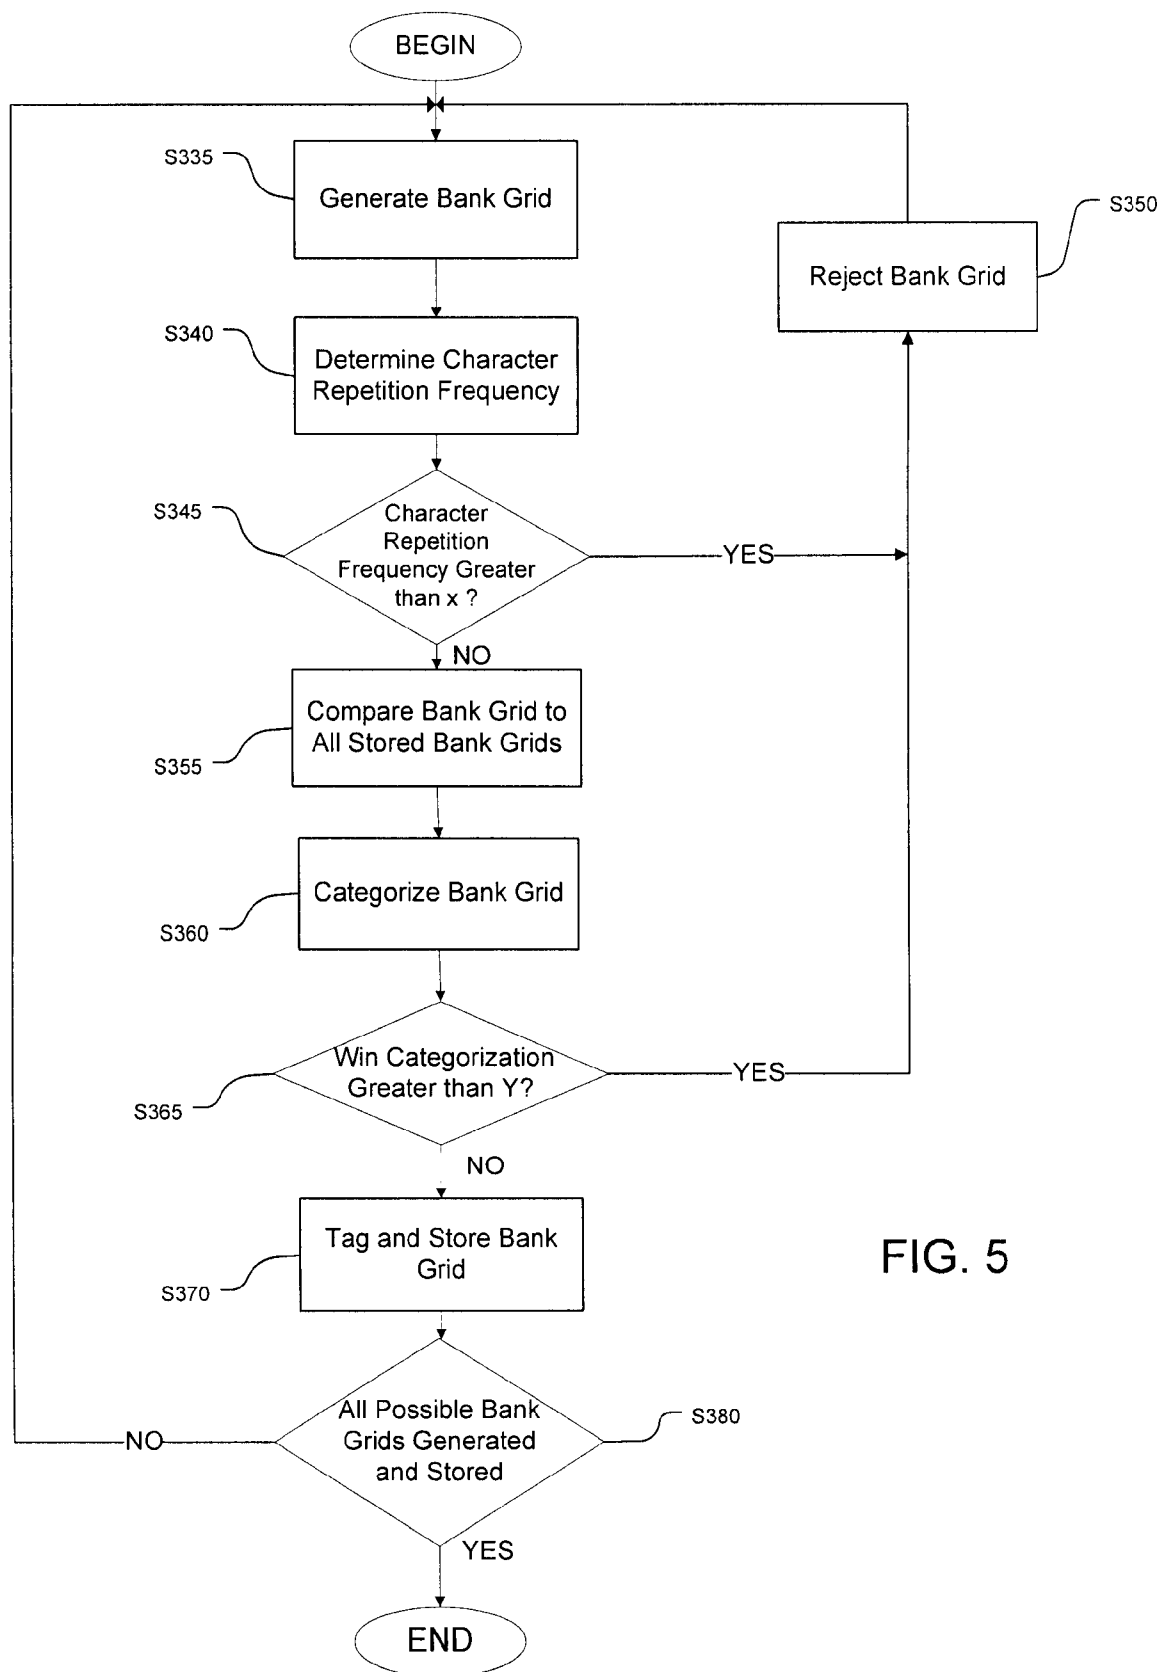 BEGIN
S335
Generate Bank Grid
S350
Reject Bank Grid
S340
Determine Character
Repetition Frequency
S345
Character
Repetition
Frequency Greater
than x ?
YES
NO
Compare Bank Grid to
All Stored Bank Grids
S355
Categorize Bank Grid
S360
Win Categorization
Greater than Y?
YES
S365
NO
Tag and Store Bank
Grid
S370
FIG. 5
All Possible Bank
Grids Generated
and Stored
S380
NO
YES
END